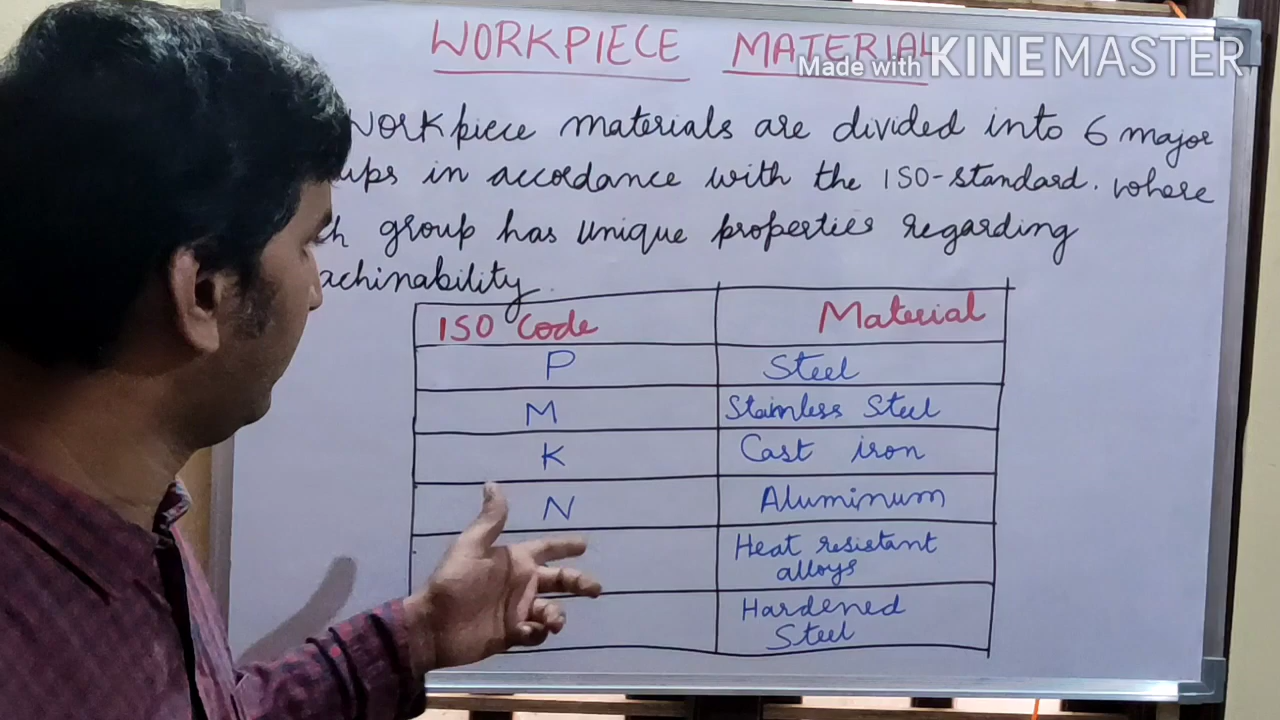 WORKPIECE MATERIAL
Made with KINEMASTER
Workpiece materials are divided into 6 major
ups in accordance with the ISO-standard. where
ch group has unique properties regarding
achinability.
ISO Code Material
P Steel
M Stainless Steel
K Cast iron
N Aluminum
Heat resistant
alloys
Hardened
Steel